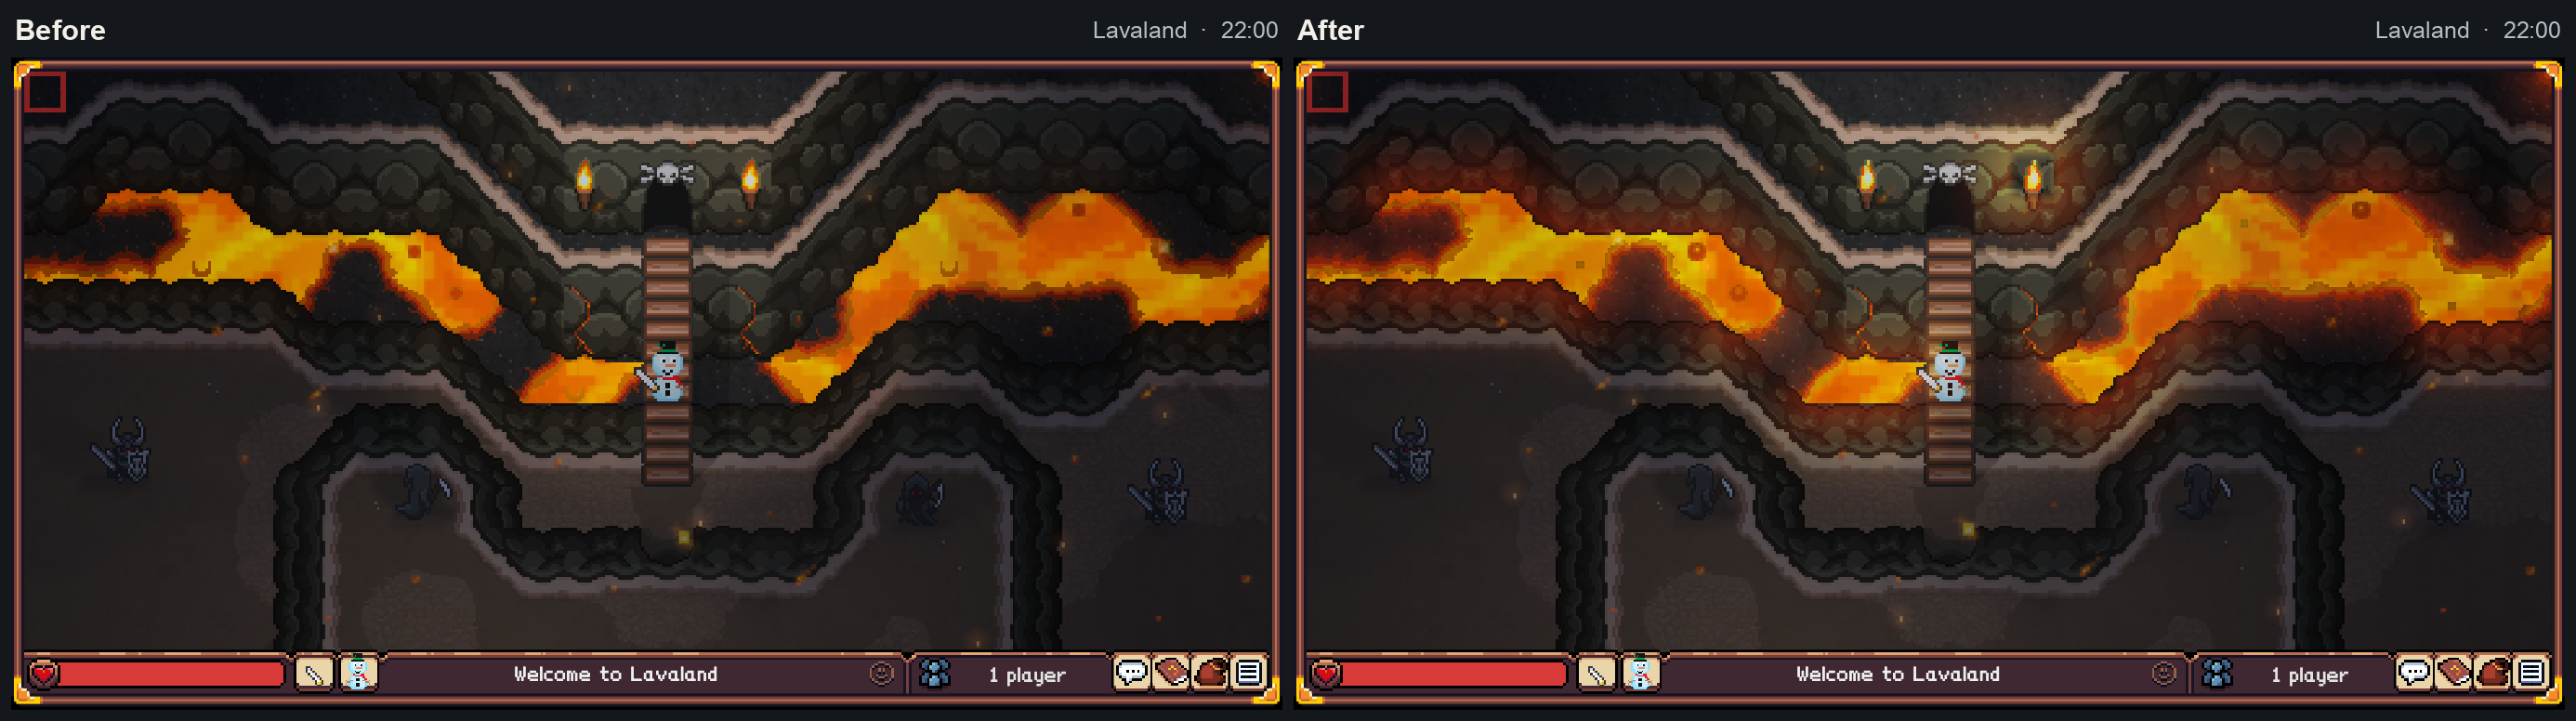 Before
Lavaland · 22:00
After
Lavaland · 22:00
Welcome to Lavaland
1 player
Welcome to Lavaland
1 player